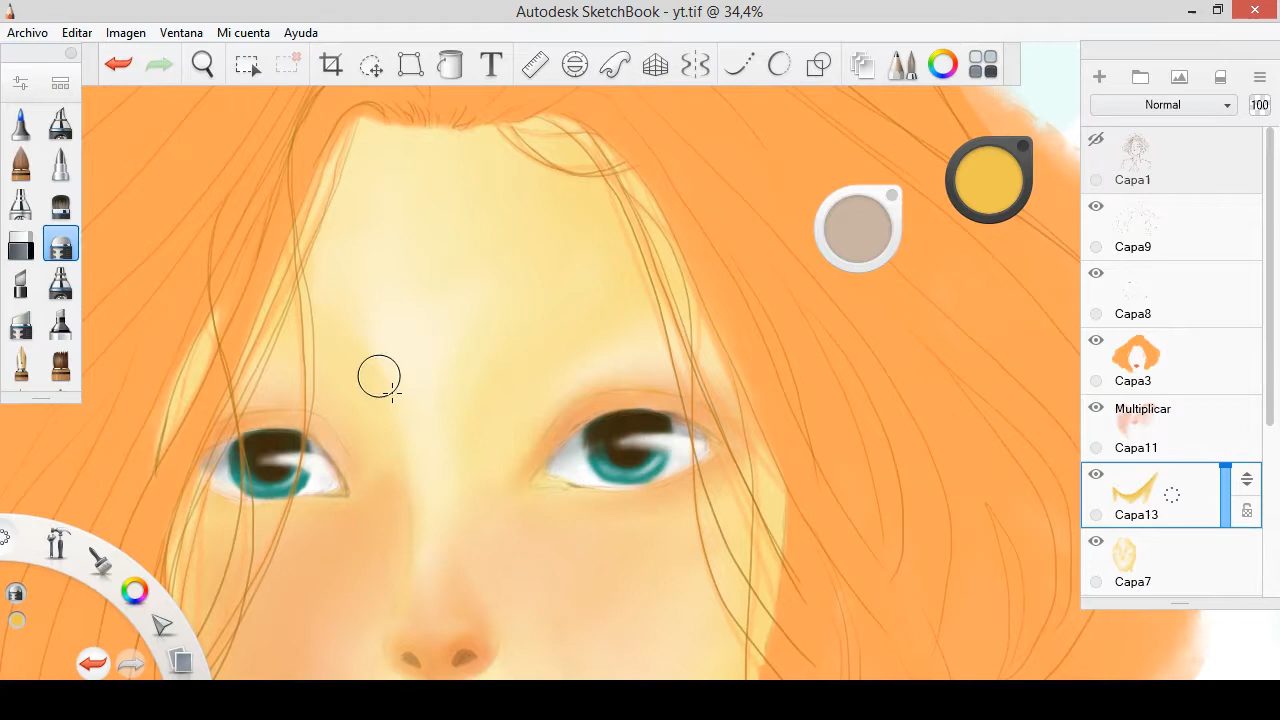 Autodesk SketchBook - yt.tif @ 34,4%
Archivo Editar Imagen Ventana Mi cuenta Ayuda
T
Normal 100
Capa1
Capa9
Capa8
Capa3
Multiplicar
Capa11
Capa13
Capa7